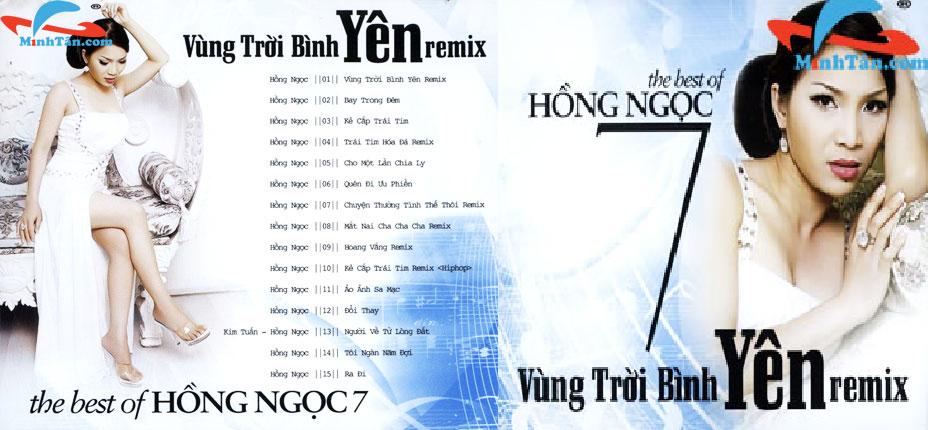 MinhTân.com
Vùng Trời Bình Yên remix
Hồng Ngọc ||01|| Vùng Trời Bình Yên Remix
Hồng Ngọc ||02|| Bay Trong Đêm
Hồng Ngọc ||03|| Kẻ Cắp Trái Tim
Hồng Ngọc ||04|| Trái Tim Hóa Đá Remix
Hồng Ngọc ||05|| Cho Một Lần Chia Ly
Hồng Ngọc ||06|| Quên Đi Ưu Phiền
Hồng Ngọc ||07|| Chuyện Thường Tình Thế Thôi Remix
Hồng Ngọc ||08|| Mắt Nai Cha Cha Cha Remix
Hồng Ngọc ||09|| Hoang Vắng Remix
Hồng Ngọc ||10|| Kẻ Cắp Trái Tim Remix <Hiphop>
Hồng Ngọc ||11|| Ảo Ảnh Sa Mạc
Hồng Ngọc ||12|| Đổi Thay
Kim Tuấn - Hồng Ngọc ||13|| Người Về Từ Lòng Đất
Hồng Ngọc ||14|| Tôi Ngàn Năm Đợi
Hồng Ngọc ||15|| Ra Đi
the best of HỒNG NGỌC 7
MinhTân.com
the best of
HỒNG NGỌC
7
Vùng Trời Bình Yên remix